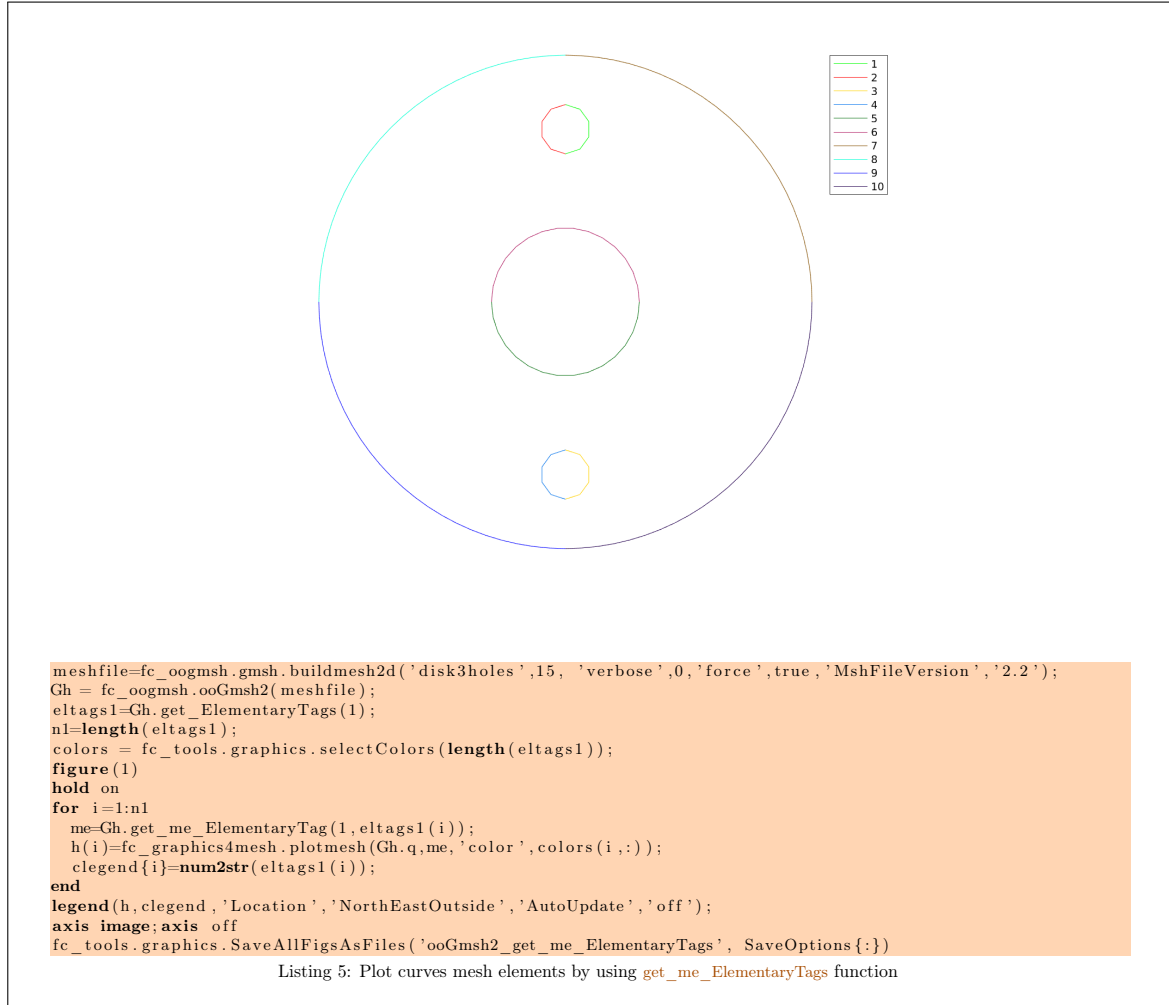 1
2
3
4
5
6
7
8
9
10
meshfile=fc_oogmsh.gmsh.buildmesh2d('disk3holes',15, 'verbose',0,'force',true,'MshFileVersion','2.2');
Gh = fc_oogmsh.ooGmsh2(meshfile);
eltags1=Gh.get_ElementaryTags(1);
n1=length(eltags1);
colors = fc_tools.graphics.selectColors(length(eltags1));
figure(1)
hold on
for i=1:n1
  me=Gh.get_me_ElementaryTag(1,eltags1(i));
  h(i)=fc_graphics4mesh.plotmesh(Gh.q,me,'color',colors(i,:));
  clegend{i}=num2str(eltags1(i));
end
legend(h,clegend,'Location','NorthEastOutside','AutoUpdate','off');
axis image;axis off
fc_tools.graphics.SaveAllFigsAsFiles('ooGmsh2_get_me_ElementaryTags', SaveOptions{:})
Listing 5: Plot curves mesh elements by using get_me_ElementaryTags function